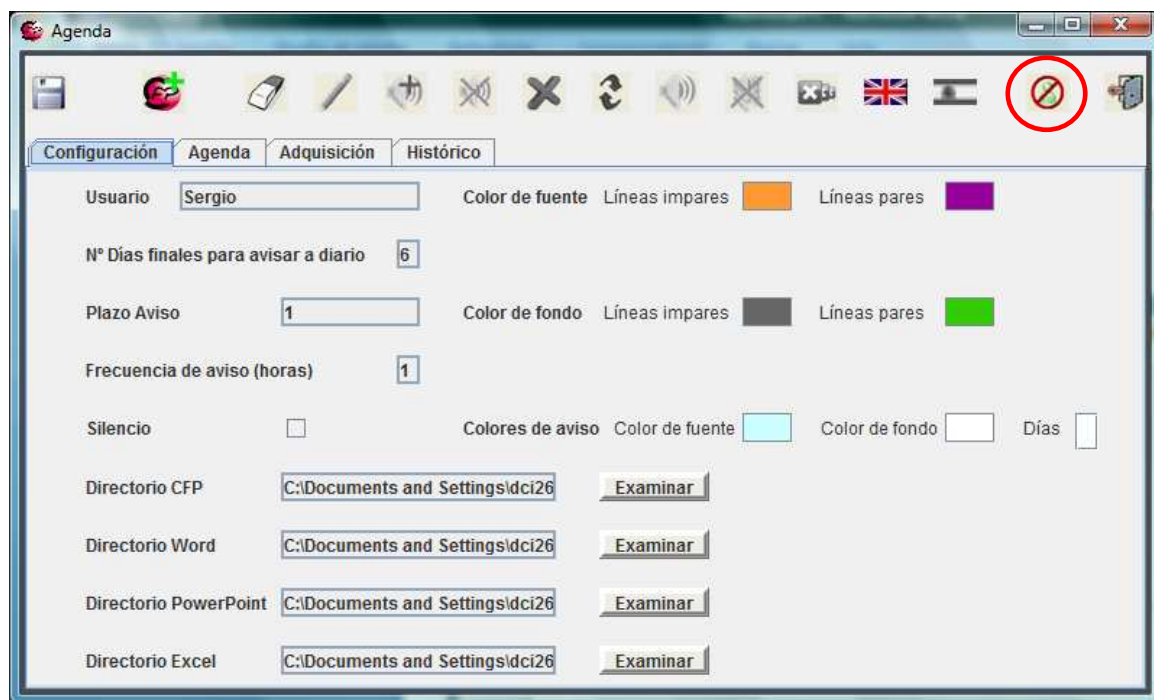 Agenda
Configuración Agenda Adquisición Histórico
Usuario Sergio Color de fuente Líneas impares Líneas pares
Nº Días finales para avisar a diario 6
Plazo Aviso 1 Color de fondo Líneas impares Líneas pares
Frecuencia de aviso (horas) 1
Silencio Colores de aviso Color de fuente Color de fondo Días
Directorio CFP C:\Documents and Settings\dci26 Examinar
Directorio Word C:\Documents and Settings\dci26 Examinar
Directorio PowerPoint C:\Documents and Settings\dci26 Examinar
Directorio Excel C:\Documents and Settings\dci26 Examinar